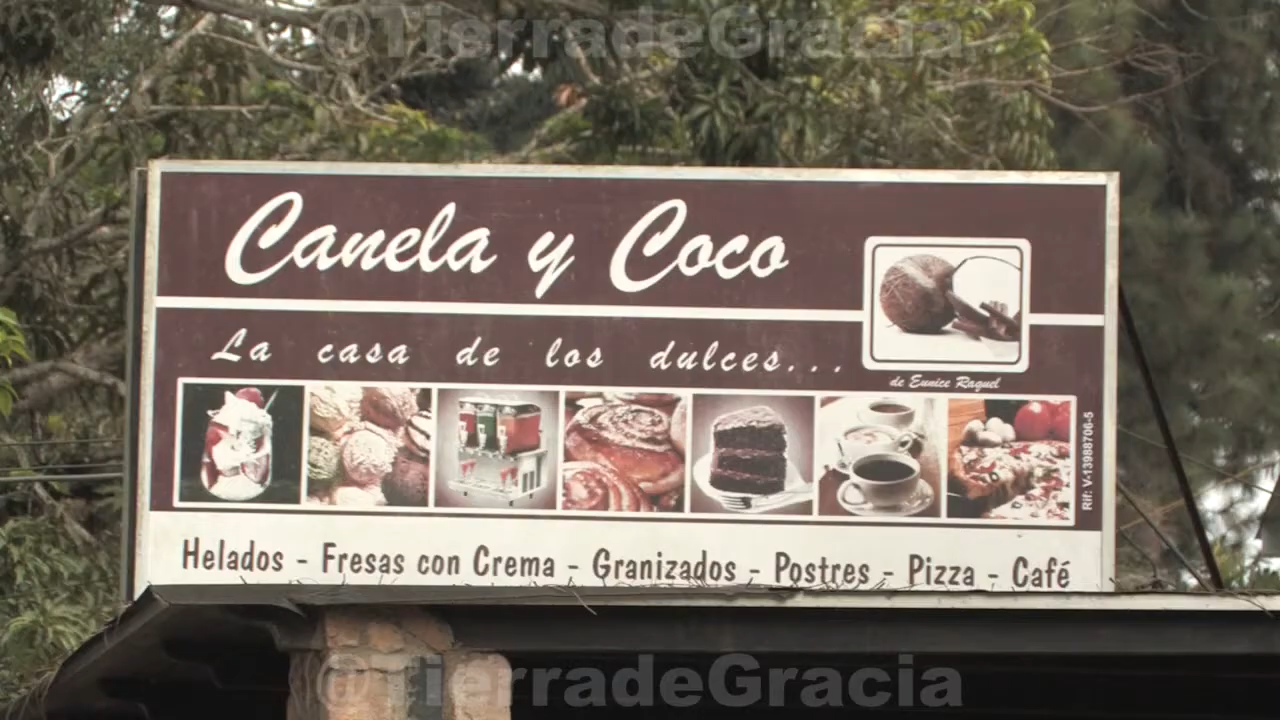 @TierradeGracia
Canela y Coco
La casa de los dulces...
de Eunice Raquel
Rif: V-13988706-5
Helados - Fresas con Crema - Granizados - Postres - Pizza - Café
@TierradeGracia